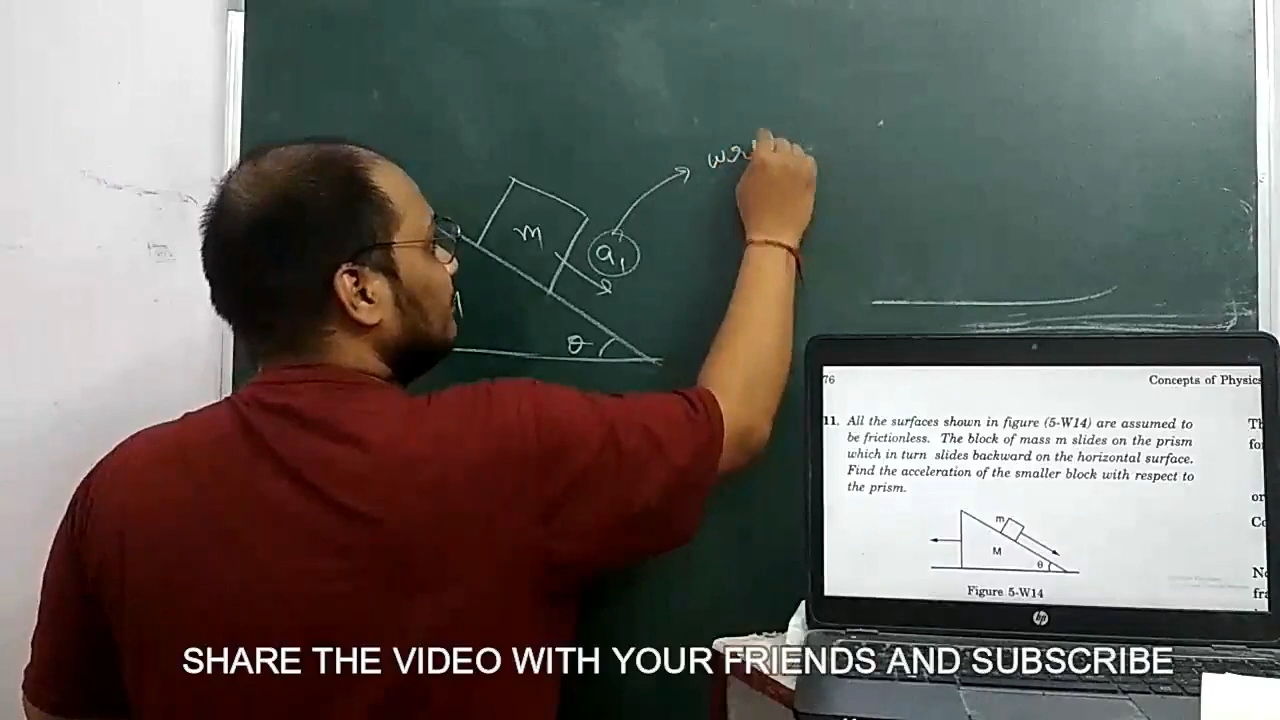 m
a₁
θ
76
Concepts of Physics
11. All the surfaces shown in figure (5-W14) are assumed to
be frictionless. The block of mass m slides on the prism
which in turn slides backward on the horizontal surface.
Find the acceleration of the smaller block with respect to
the prism.
m
M
θ
Figure 5-W14
hp
SHARE THE VIDEO WITH YOUR FRIENDS AND SUBSCRIBE